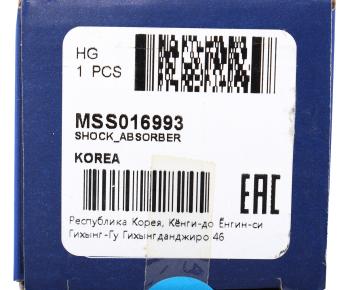 HG
1 PCS
MSS016993
SHOCK_ABSORBER
KOREA
EAC
Республика Корея, Кёнги-до Ёнгин-си
Гихынг-Гу Гихынгданджиро 46